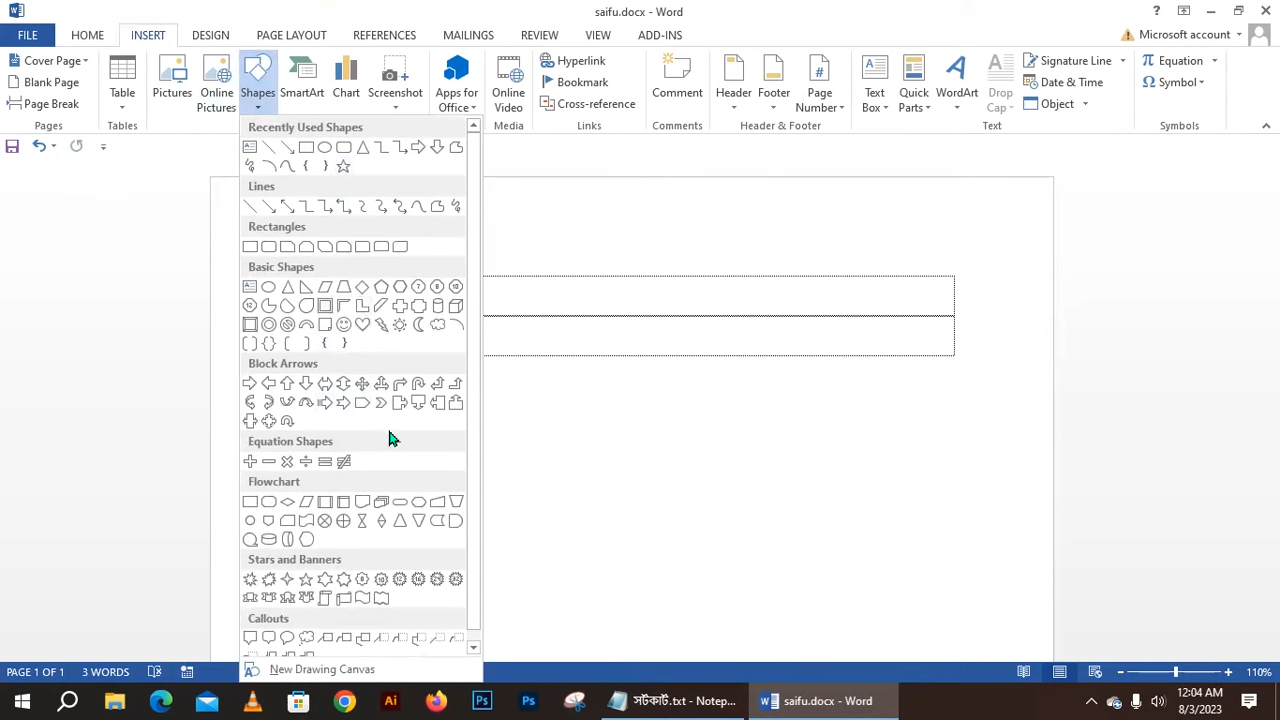 saifu.docx - Word
?
FILE HOME INSERT DESIGN PAGE LAYOUT REFERENCES MAILINGS REVIEW VIEW ADD-INS Microsoft account
Cover Page
Blank Page
Page Break
Pages
Table
Tables
Pictures
Online
Pictures
Shapes
SmartArt
Chart
Screenshot
Apps for
Office
Online
Video
Media
Hyperlink
Bookmark
Cross-reference
Links
Comment
Comments
Header
Footer
Page
Number
Header & Footer
Text
Box
Quick
Parts
WordArt
Drop
Cap
Signature Line
Date & Time
Object
Text
Equation
Symbol
Symbols
Recently Used Shapes
Lines
Rectangles
Basic Shapes
Block Arrows
Equation Shapes
Flowchart
Stars and Banners
Callouts
New Drawing Canvas
PAGE 1 OF 1 3 WORDS 110%
সর্টকার্ট.txt - Notep...
saifu.docx - Word
12:04 AM
8/3/2023